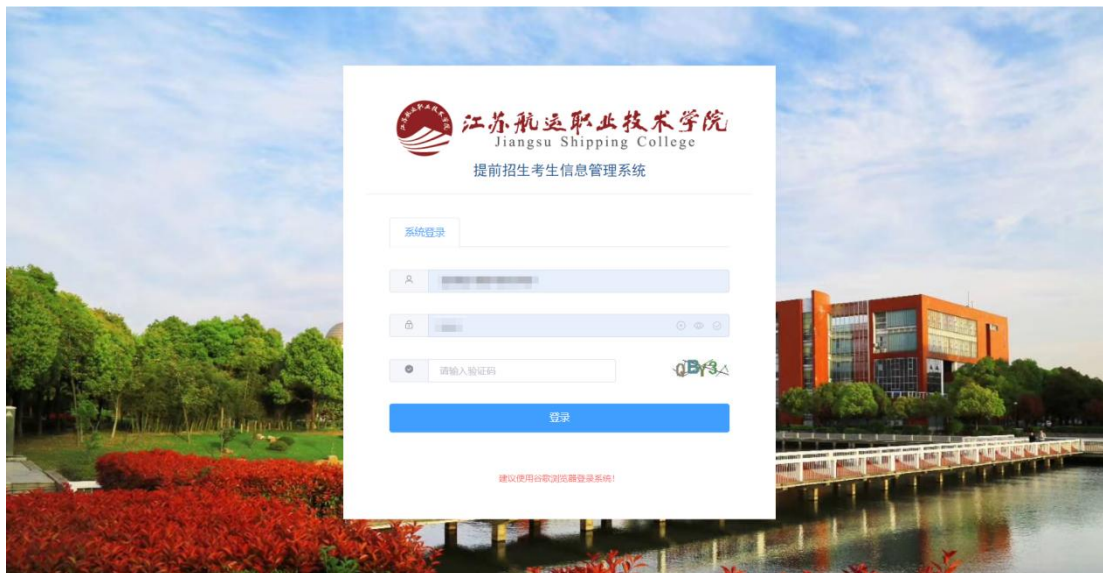 江苏航运职业技术学院
Jiangsu Shipping College
提前招生考生信息管理系统
系统登录
请输入验证码
登录
建议使用谷歌浏览器登录系统!